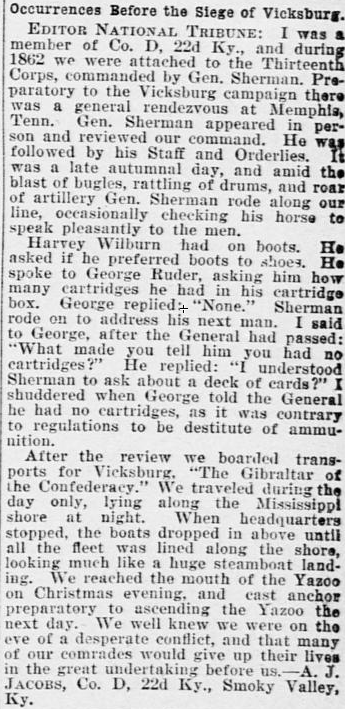 Occurrences Before the Siege of Vicksburg.
EDITOR NATIONAL TRIBUNE: I was a
member of Co. D, 22d Ky., and during
1862 we were attached to the Thirteenth
Corps, commanded by Gen. Sherman. Pre-
paratory to the Vicksburg campaign there
was a general rendezvous at Memphis,
Tenn. Gen. Sherman appeared in per-
son and reviewed our command. He was
followed by his Staff and Orderlies. It
was a late autumnal day, and amid the
blast of bugles, rattling of drums, and roar
of artillery Gen. Sherman rode along our
line, occasionally checking his horse to
speak pleasantly to the men.
Harvey Wilburn had on boots. He
asked if he preferred boots to shoes. He
spoke to George Ruder, asking him how
many cartridges he had in his cartridge
box. George replied: "None." Sherman
rode on to address his next man. I said
to George, after the General had passed:
"What made you tell him you had no
cartridges?" He replied: "I understood
Sherman to ask about a deck of cards?" I
shuddered when George told the General
he had no cartridges, as it was contrary
to regulations to be destitute of ammu-
nition.
After the review we boarded trans-
ports for Vicksburg, "The Gibraltar of
the Confederacy." We traveled during the
day only, lying along the Mississippi
shore at night. When headquarters
stopped, the boats dropped in above until
all the fleet was lined along the shore,
looking much like a huge steamboat land-
ing. We reached the mouth of the Yazoo
on Christmas evening, and cast anchor
preparatory to ascending the Yazoo the
next day. We well knew we were on the
eve of a desperate conflict, and that many
of our comrades would give up their lives
in the great undertaking before us.—A. J.
JACOBS, Co. D, 22d Ky., Smoky Valley,
Ky.